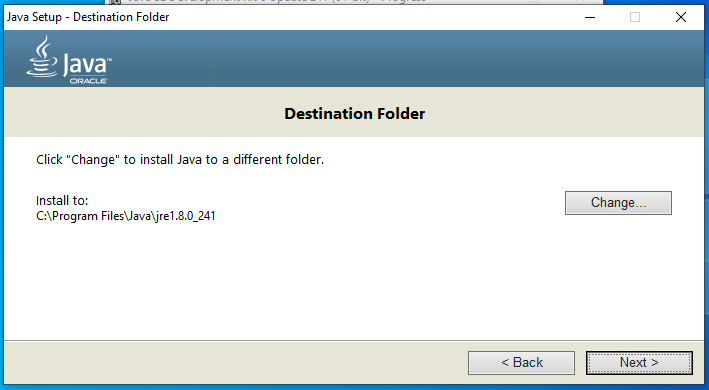 Java Setup - Destination Folder
Java™
ORACLE
Destination Folder
Click "Change" to install Java to a different folder.
Install to:
C:\Program Files\Java\jre1.8.0_241
Change...
< Back
Next >